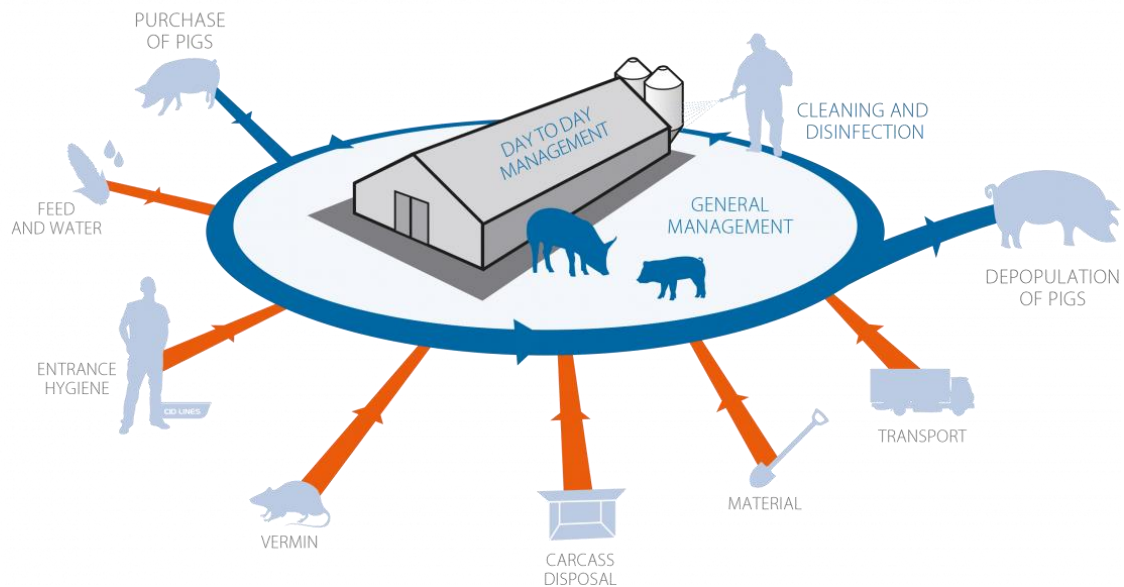 PURCHASE
OF PIGS
DAY TO DAY
MANAGEMENT
CLEANING AND
DISINFECTION
FEED
AND WATER
GENERAL
MANAGEMENT
DEPOPULATION
OF PIGS
ENTRANCE
HYGIENE
CID LINES
TRANSPORT
MATERIAL
VERMIN
CARCASS
DISPOSAL